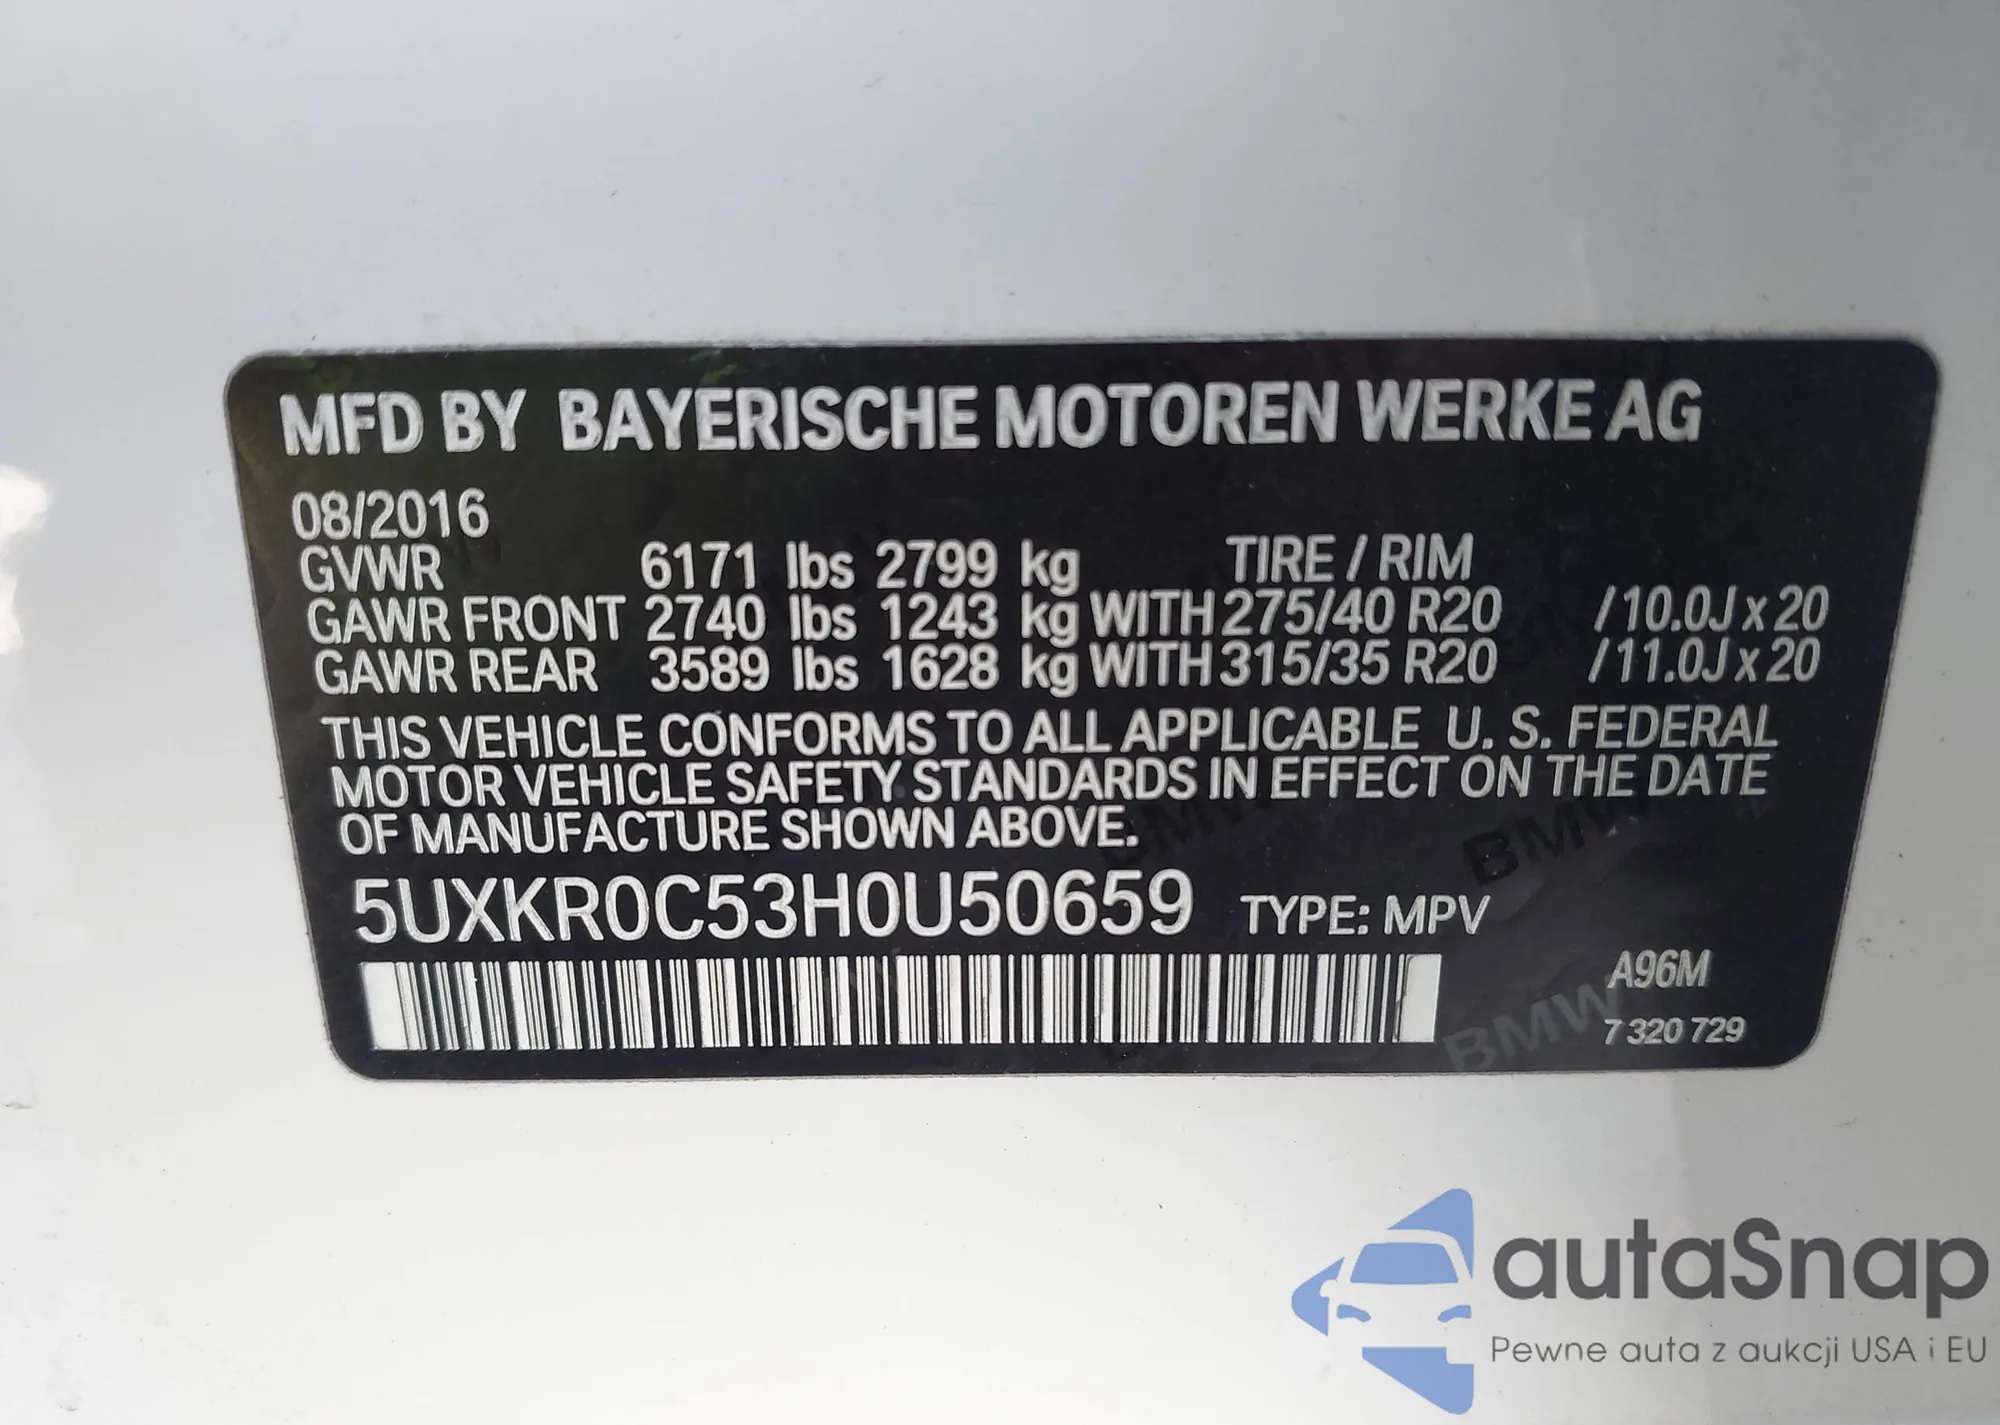 MFD BY BAYERISCHE MOTOREN WERKE AG
08/2016
GVWR 6171 lbs 2799 kg TIRE / RIM
GAWR FRONT 2740 lbs 1243 kg WITH 275/40 R20 /10.0J x 20
GAWR REAR 3589 lbs 1628 kg WITH 315/35 R20 /11.0J x 20
THIS VEHICLE CONFORMS TO ALL APPLICABLE U. S. FEDERAL
MOTOR VEHICLE SAFETY STANDARDS IN EFFECT ON THE DATE
OF MANUFACTURE SHOWN ABOVE.
5UXKR0C53H0U50659 TYPE: MPV
A96M
7 320 729
BMW
BMW
BMW
autaSnap
Pewne auta z aukcji USA i EU